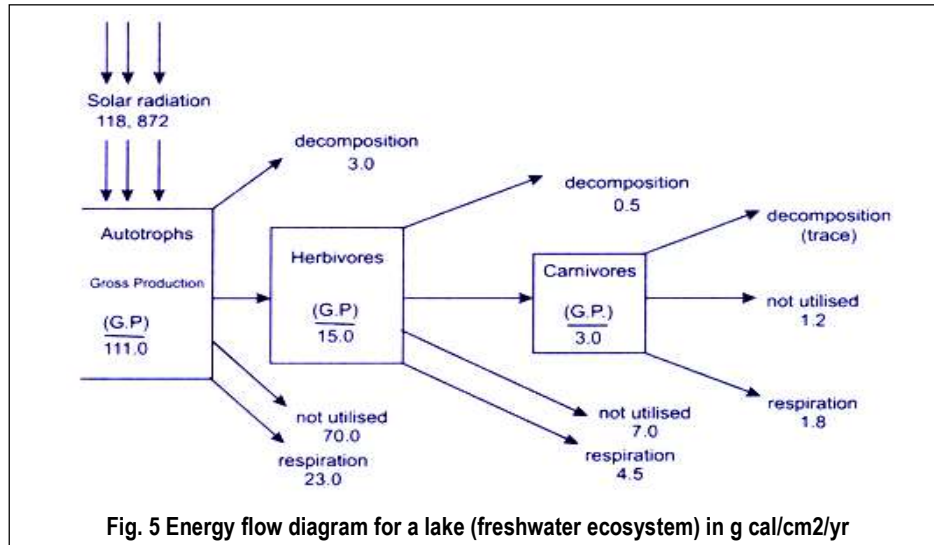 Solar radiation
118, 872
decomposition
3.0
decomposition
0.5
decomposition
(trace)
Autotrophs
Gross Production
(G.P)
111.0
Herbivores
(G.P)
15.0
Carnivores
(G.P.)
3.0
not utilised
1.2
not utilised
70.0
respiration
23.0
not utilised
7.0
respiration
4.5
respiration
1.8
Fig. 5 Energy flow diagram for a lake (freshwater ecosystem) in g cal/cm2/yr